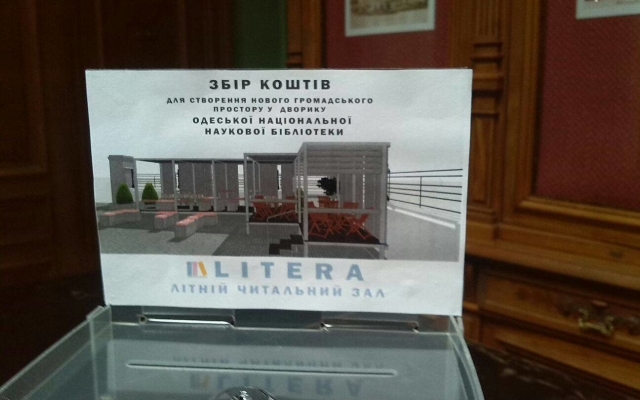 ЗБІР КОШТІВ
ДЛЯ СТВОРЕННЯ НОВОГО ГРОМАДСЬКОГО
ПРОСТОРУ У ДВОРИКУ
ОДЕСЬКОЇ НАЦІОНАЛЬНОЇ
НАУКОВОЇ БІБЛІОТЕКИ
LITERA
ЛІТНІЙ ЧИТАЛЬНИЙ ЗАЛ